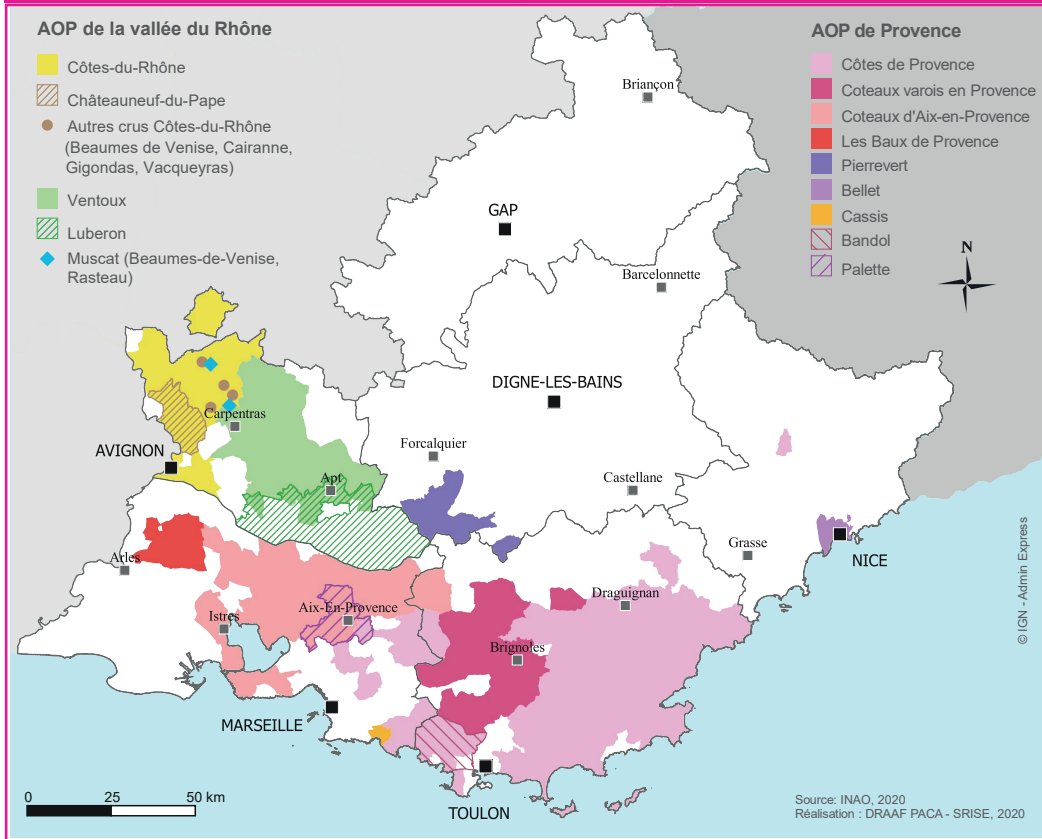 AOP de la vallée du Rhône
Côtes-du-Rhône
Châteauneuf-du-Pape
Autres crus Côtes-du-Rhône
(Beaumes de Venise, Cairanne,
Gigondas, Vacqueyras)
Ventoux
Luberon
Muscat (Beaumes-de-Venise,
Rasteau)
AOP de Provence
Côtes de Provence
Coteaux varois en Provence
Coteaux d'Aix-en-Provence
Les Baux de Provence
Pierrevert
Bellet
Cassis
Bandol
Palette
N
Briançon
GAP
Barcelonnette
DIGNE-LES-BAINS
Carpentras
Forcalquier
AVIGNON
Apt
Castellane
Grasse
NICE
Arles
Draguignan
Aix-En-Provence
Istres
Brignoles
MARSEILLE
TOULON
0 25 50 km
Source: INAO, 2020
Réalisation : DRAAF PACA - SRISE, 2020
© IGN - Admin Express